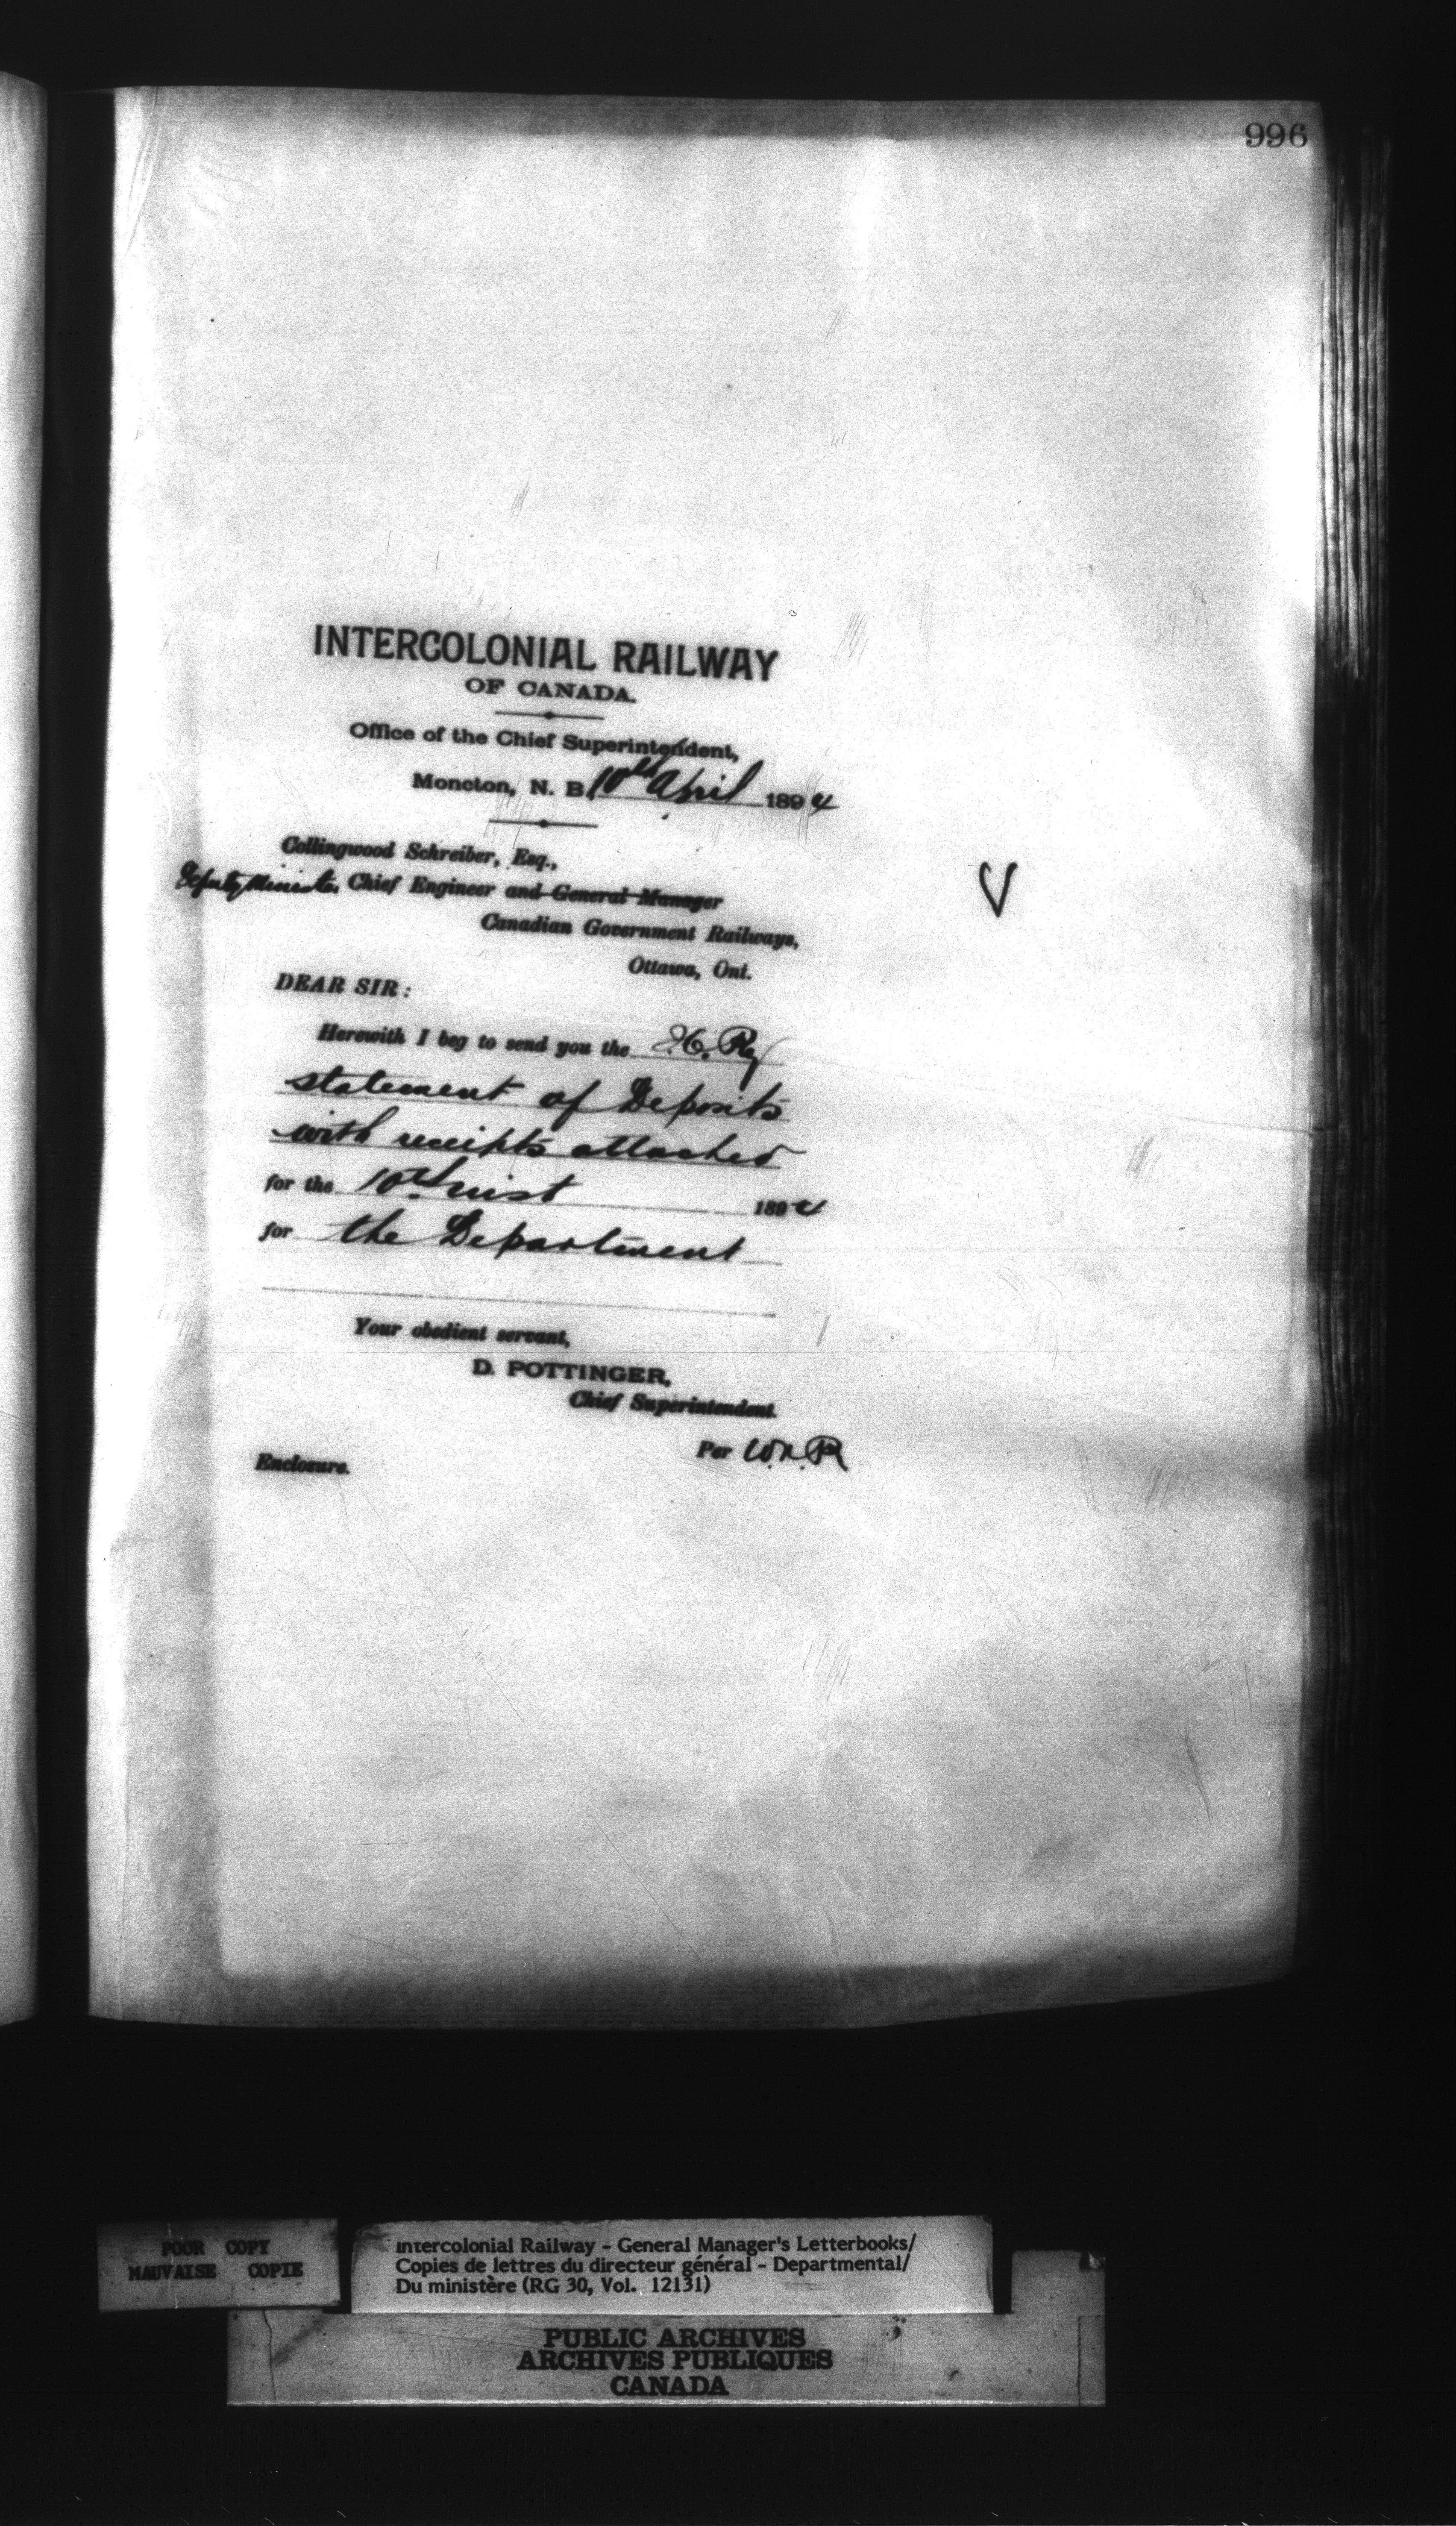 996
INTERCOLONIAL RAILWAY
OF CANADA.
Office of the Chief Superintendent,
Moncton, N. B. 10th April 1894
Collingwood Schreiber, Esq.,
Deputy Minister, Chief Engineer and General Manager
Canadian Government Railways,
Ottawa, Ont.
DEAR SIR:
Herewith I beg to send you the I.C. Ry
statement of Deposits
with receipts attached
for the 10th inst 1894
for the Department
Your obedient servant,
D. POTTINGER,
Chief Superintendent.
Per
Enclosure.
POOR COPY
MAUVAISE COPIE
Intercolonial Railway - General Manager's Letterbooks/
Copies de lettres du directeur général - Departmental/
Du ministère (RG 30, Vol. 12131)
PUBLIC ARCHIVES
ARCHIVES PUBLIQUES
CANADA